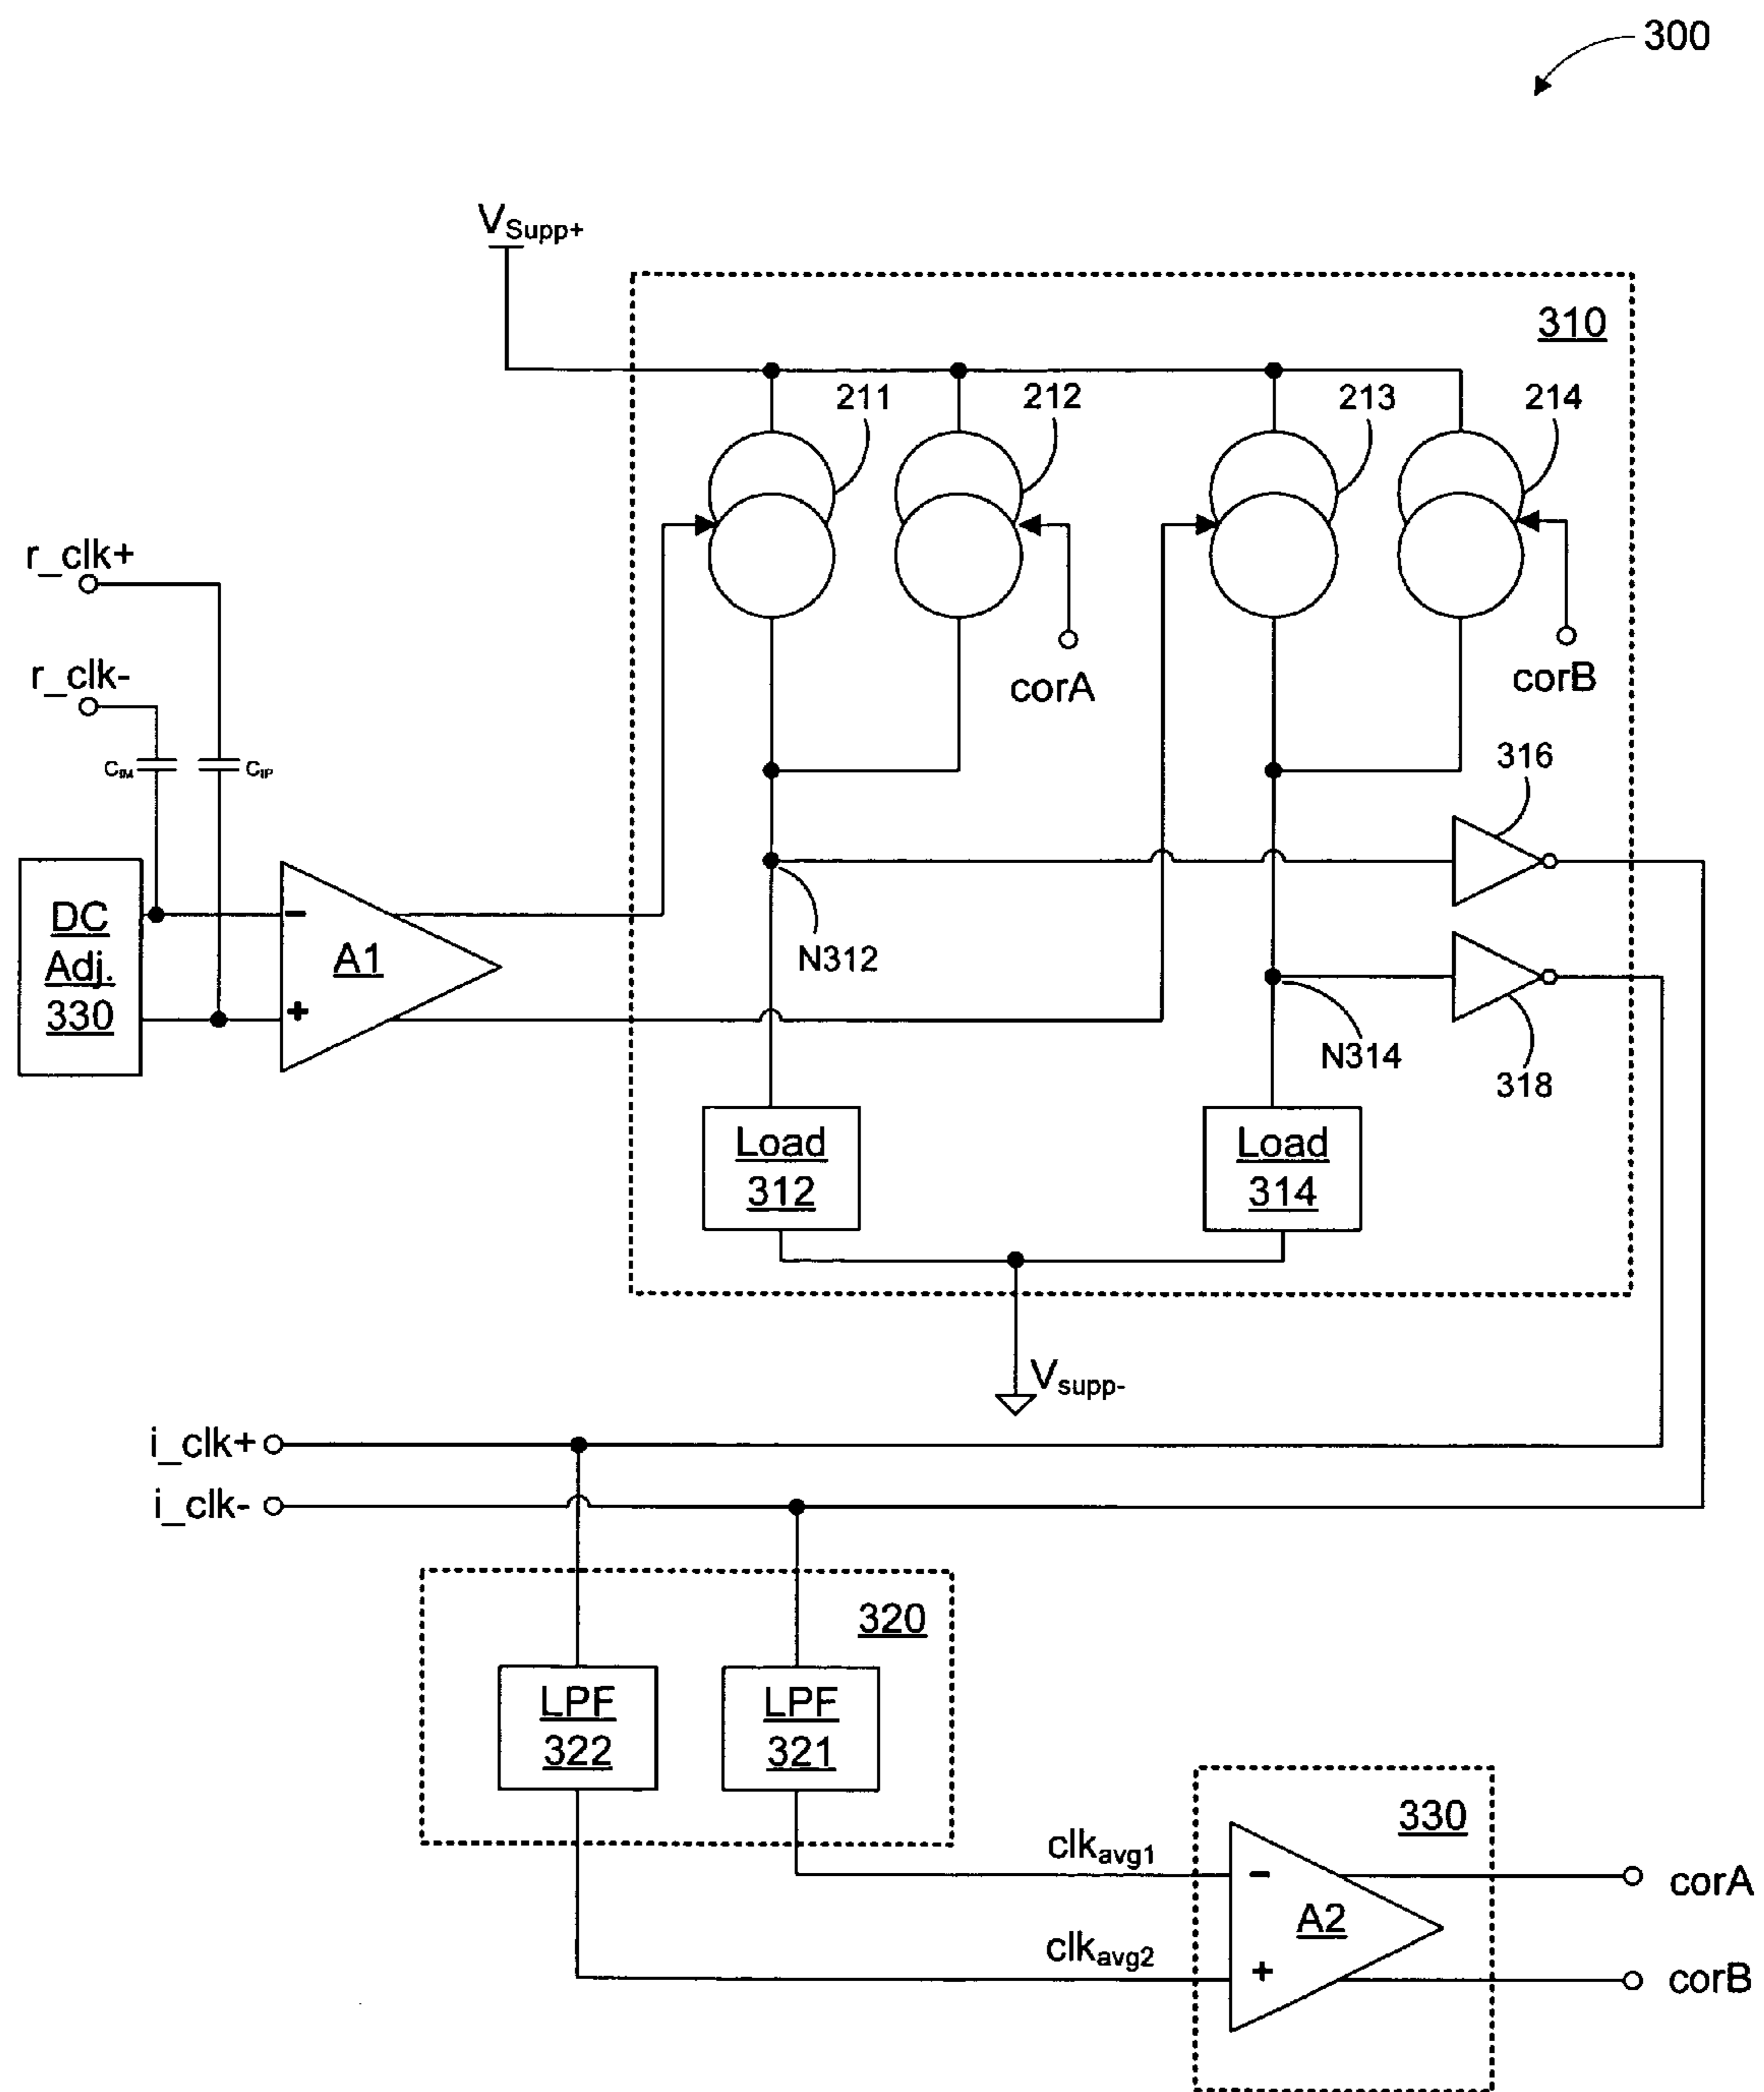 300
VSupp+
310
211
212
213
214
r_clk+
r_clk-
corA
corB
CIP
316
DC
Adj.
330
-
+
A1
N312
N314
318
Load
312
Load
314
Vsupp-
i_clk+
i_clk-
320
LPF
322
LPF
321
330
clkavg1
clkavg2
-
+
A2
corA
corB